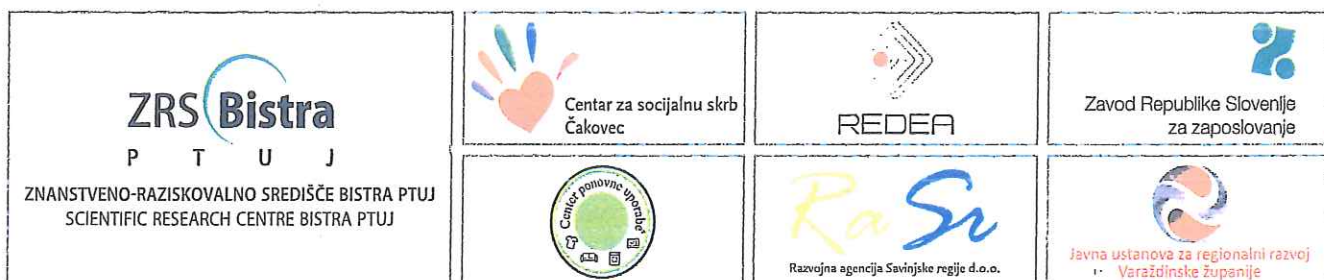 ZRS Bistra
P T U J
ZNANSTVENO-RAZISKOVALNO SREDIŠČE BISTRA PTUJ
SCIENTIFIC RESEARCH CENTRE BISTRA PTUJ
Centar za socijalnu skrb
Čakovec
REDEA
Zavod Republike Slovenije
za zaposlovanje
Center ponovne uporabe
RaSr
Razvojna agencija Savinjske regije d.o.o.
Javna ustanova za regionalni razvoj
Varaždinske županije